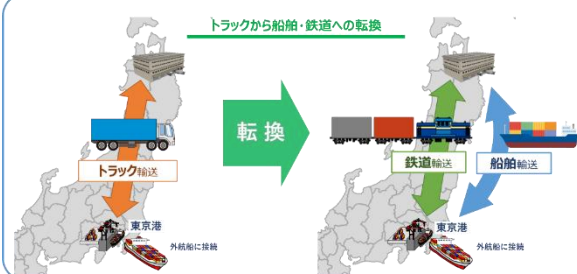 トラックから船舶・鉄道への転換
トラック輸送
東京港
外航船に接続
転換
鉄道輸送
船舶輸送
東京港
外航船に接続